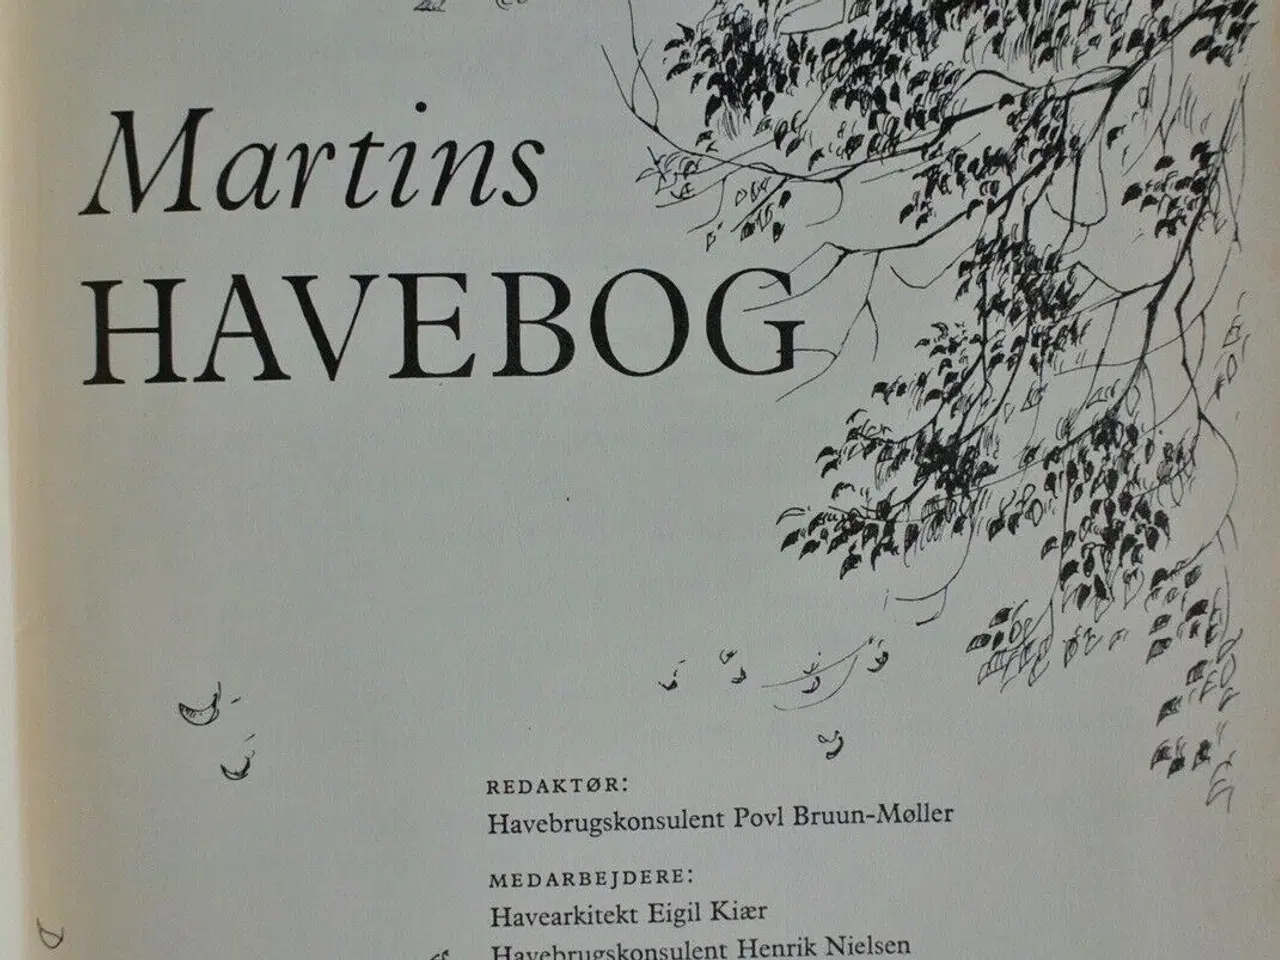 Martins
HAVEBOG
REDAKTØR:
Havebrugskonsulent Povl Bruun-Møller
MEDARBEJDERE:
Havearkitekt Eigil Kiær
Havebrugskonsulent Henrik Nielsen